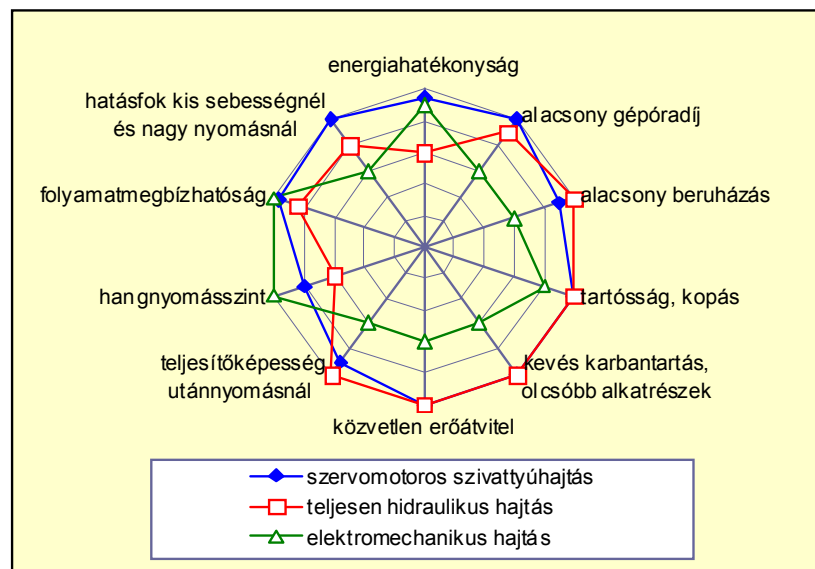 energiahatékonyság
hatásfok kis sebességnél
és nagy nyomásnál
alacsony gépóradíj
folyamatmegbízhatóság
alacsony beruházás
hangnyomásszint
tartósság, kopás
teljesítőképesség
utánnyomásnál
kevés karbantartás,
olcsóbb alkatrészek
közvetlen erőátvitel
szervomotoros szivattyúhajtás
teljesen hidraulikus hajtás
elektromechanikus hajtás